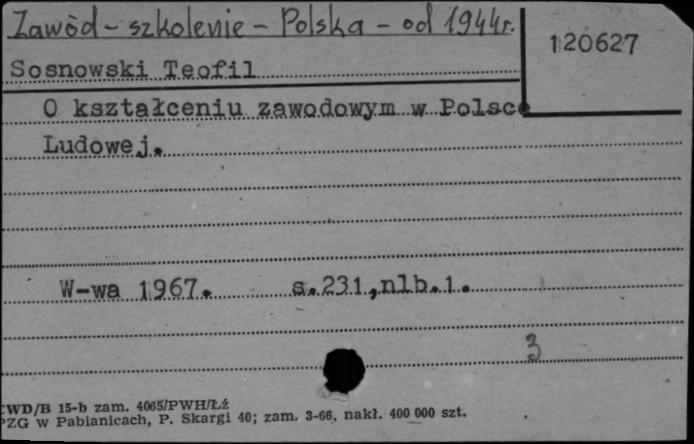 Zawód - szkolenie - Polska - od 1944r.
120627
Sosnowski Teofil
O kształceniu zawodowym w Polsce
Ludowej.
W-wa 1967. s.231,nlb.1.
3
WD/B 15-b zam. 4065/PWH/Łź
PZG w Pabianicach, P. Skargi 40; zam. 3-66, nakł. 400 000 szt.